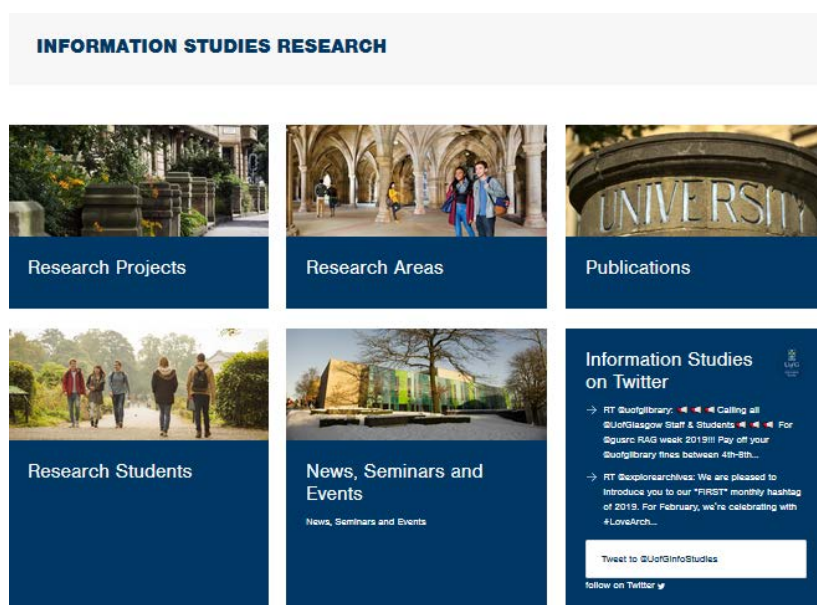 INFORMATION STUDIES RESEARCH
UNIVERSITY
Research Projects
Research Areas
Publications
Research Students
News, Seminars and
Events
News, Seminars and Events
Information Studies
on Twitter
UofG
→ RT @uofglibrary: 📢 📢 📢 Calling all
@UofGlasgow Staff & Students 📢 📢 📢 For
@gusrc RAG week 2019!!! Pay off your
@uofglibrary fines between 4th-8th...
→ RT @explorearchives: We are pleased to
introduce you to our *FIRST* monthly hashtag
of 2019. For February, we're celebrating with
#LoveArch...
Tweet to @UofGInfoStudies
follow on Twitter